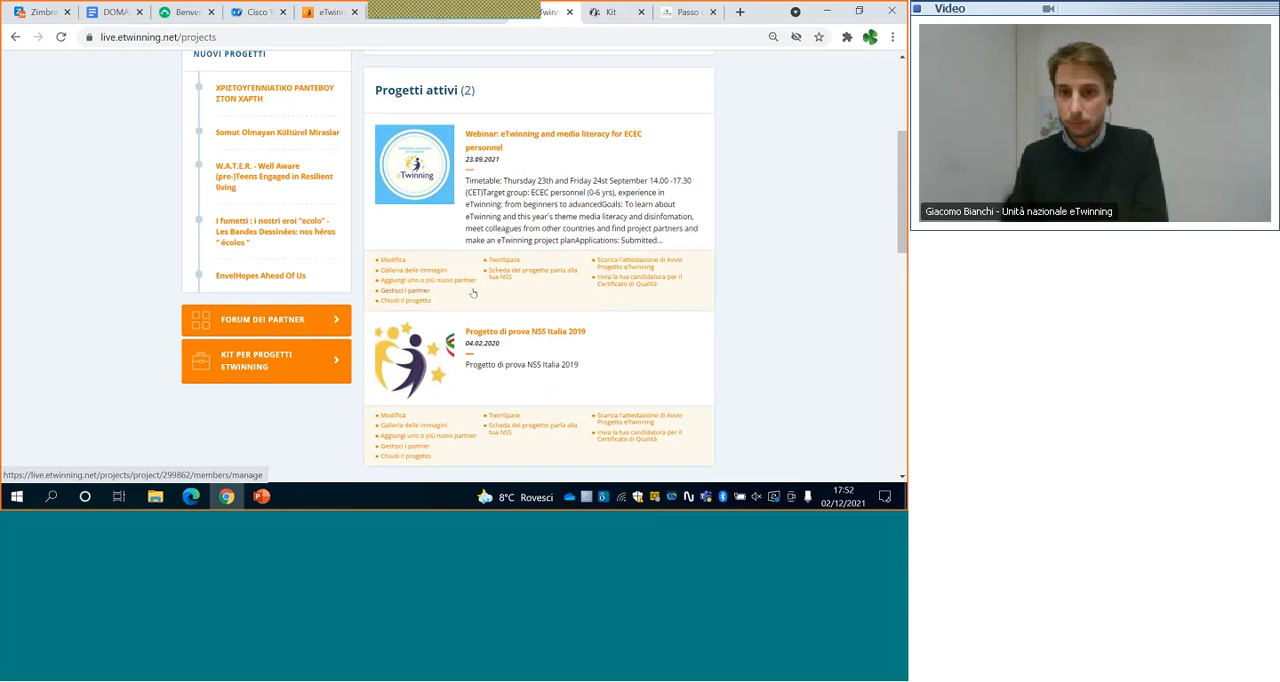 Zimbra
DOMA
Benver
Cisco W
eTwinn
Kit
Passo
live.etwinning.net/projects
Video
NUOVI PROGETTI
ΧΡΙΣΤΟΥΓΕΝΝΙΑΤΙΚΟ ΡΑΝΤΕΒΟΥ
ΣΤΟΝ ΧΑΡΤΗ
Somut Olmayan Kültürel Miraslar
W.A.T.E.R. - Well Aware
(pre-)Teens Engaged in Resilient
living
I fumetti : i nostri eroi "ecolo" -
Les Bandes Dessinées: nos héros
" écolos "
EnvelHopes Ahead Of Us
FORUM DEI PARTNER
KIT PER PROGETTI
ETWINNING
Progetti attivi (2)
eTwinning
Webinar: eTwinning and media literacy for ECEC
personnel
23.09.2021
Timetable: Thursday 23th and Friday 24st September 14.00 -17.30
(CET)Target group: ECEC personnel (0-6 yrs), experience in
eTwinning: from beginners to advancedGoals: To learn about
eTwinning and this year's theme media literacy and disinfomation,
meet colleagues from other countries and find project partners and
make an eTwinning project planApplications: Submitted...
Modifica
Galleria delle immagini
Aggiungi uno o più nuovi partner
Gestisci i partner
Chiudi il progetto
TwinSpace
Scheda del progetto: parla alla
tua NSS
Scarica l'attestazione di Avvio
Progetto eTwinning
Invia la tua candidatura per il
Certificato di Qualità
Progetto di prova NSS Italia 2019
04.02.2020
Progetto di prova NSS Italia 2019
Modifica
Galleria delle immagini
Aggiungi uno o più nuovi partner
Gestisci i partner
Chiudi il progetto
TwinSpace
Scheda del progetto: parla alla
tua NSS
Scarica l'attestazione di Avvio
Progetto eTwinning
Invia la tua candidatura per il
Certificato di Qualità
https://live.etwinning.net/projects/project/299862/members/manage
8°C Rovesci
17:52
02/12/2021
Giacomo Bianchi - Unità nazionale eTwinning